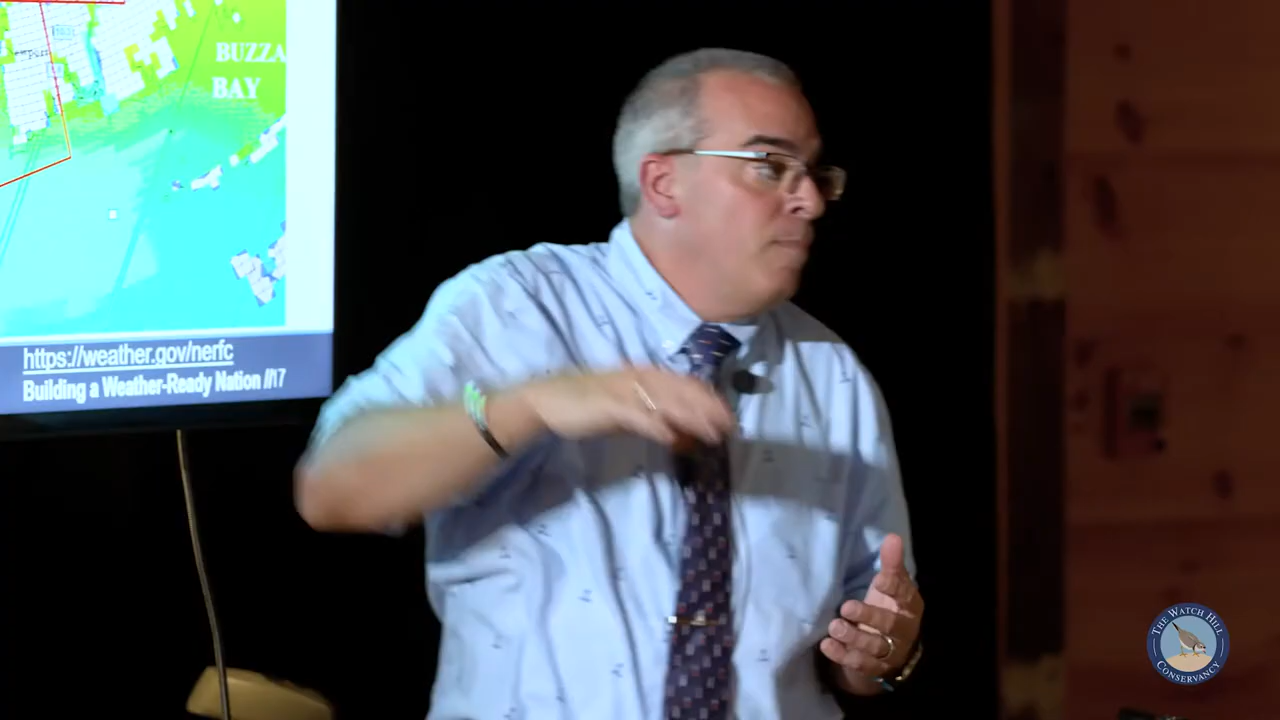 BUZZA
BAY
https://weather.gov/nerfc
Building a Weather-Ready Nation // 17
THE WATCH HILL
CONSERVANCY